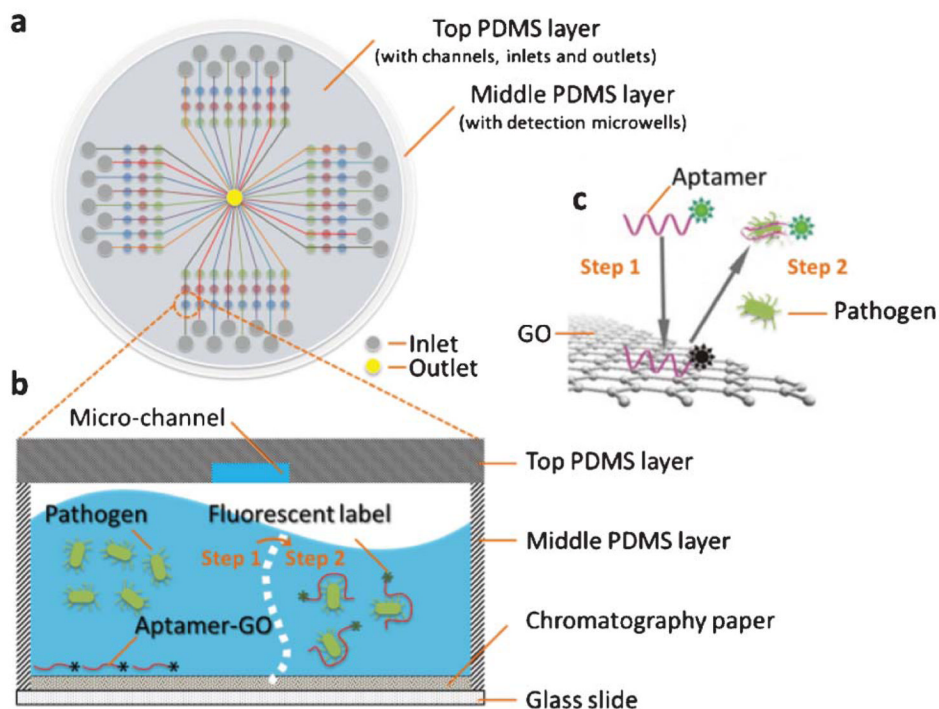 a
Top PDMS layer
(with channels, inlets and outlets)
Middle PDMS layer
(with detection microwells)
Inlet
Outlet
c
Aptamer
Step 1
Step 2
Pathogen
GO
b
Micro-channel
Top PDMS layer
Pathogen
Fluorescent label
Step 1
Step 2
Middle PDMS layer
Aptamer-GO
Chromatography paper
Glass slide